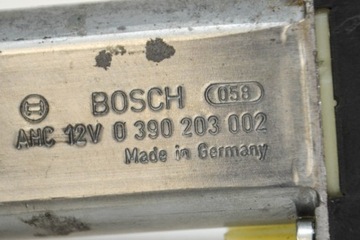 BOSCH 058
AHC 12V 0 390 203 002
Made in Germany